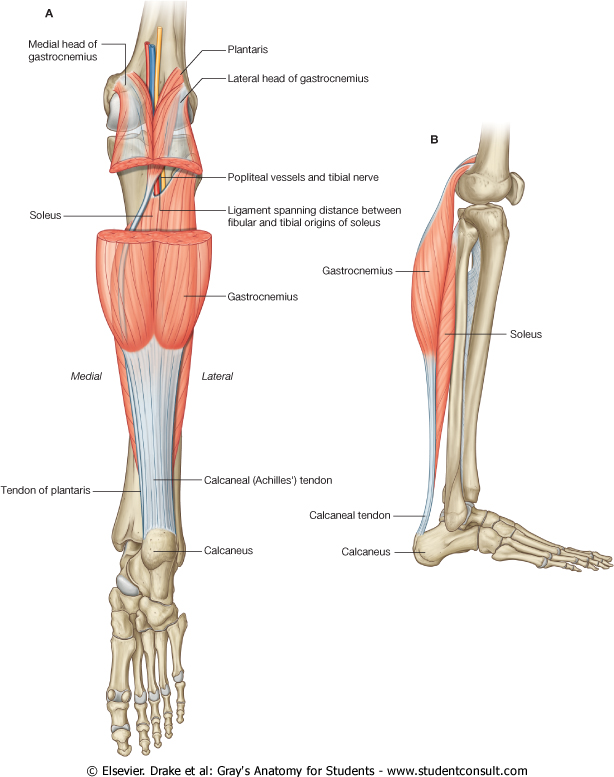 A
Medial head of
gastrocnemius
Plantaris
Lateral head of gastrocnemius
B
Popliteal vessels and tibial nerve
Soleus
Ligament spanning distance between
fibular and tibial origins of soleus
Gastrocnemius
Gastrocnemius
Soleus
Medial
Lateral
Calcaneal (Achilles') tendon
Tendon of plantaris
Calcaneal tendon
Calcaneus
Calcaneus
© Elsevier. Drake et al: Gray's Anatomy for Students - www.studentconsult.com